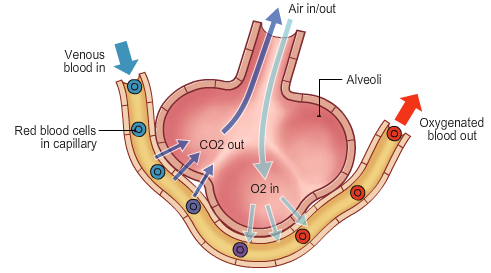 Air in/out
Venous
blood in
Alveoli
Oxygenated
blood out
Red blood cells
in capillary
CO2 out
O2 in